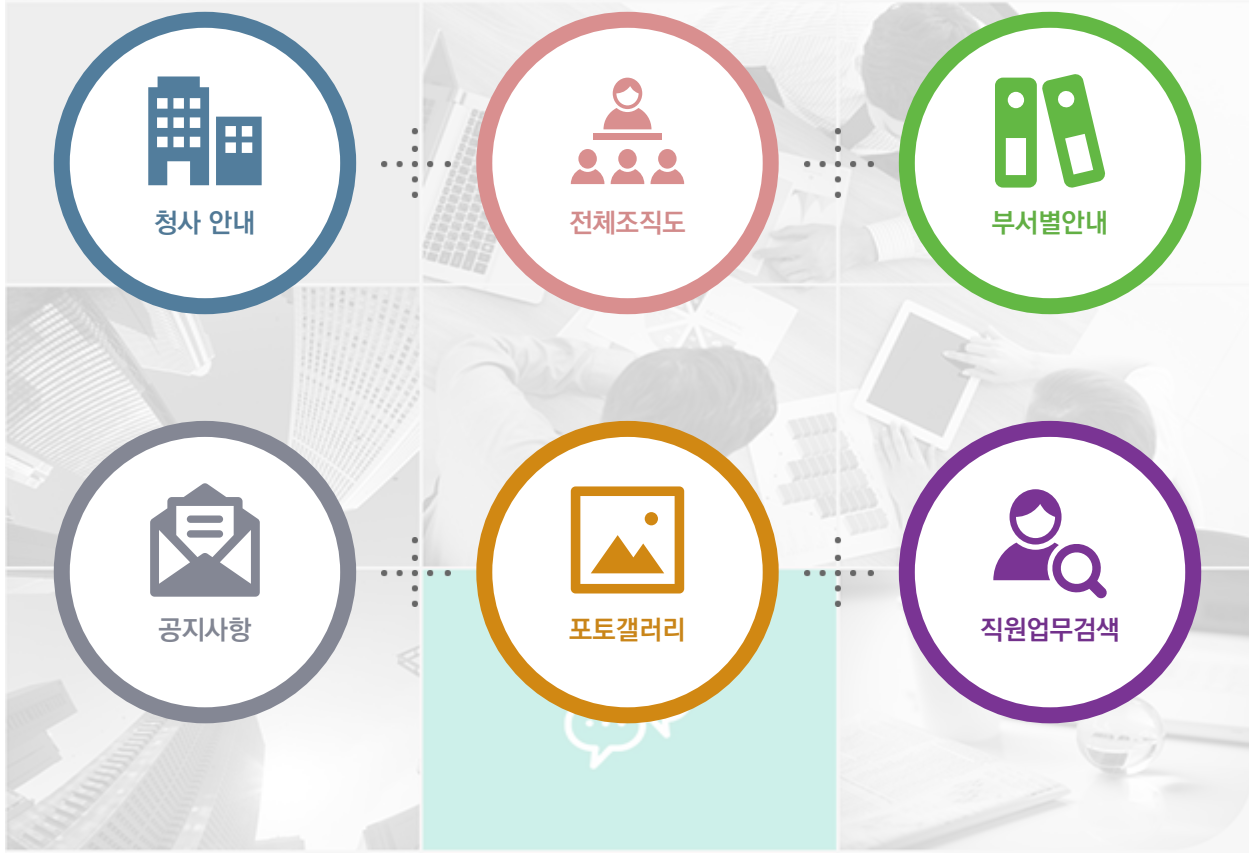 청사 안내
전체조직도
부서별안내
공지사항
포토갤러리
직원업무검색